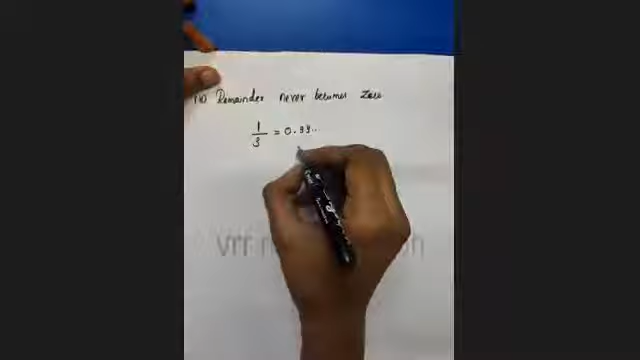 (ii) Remainder never becomes Zero
1/3 = 0.33..